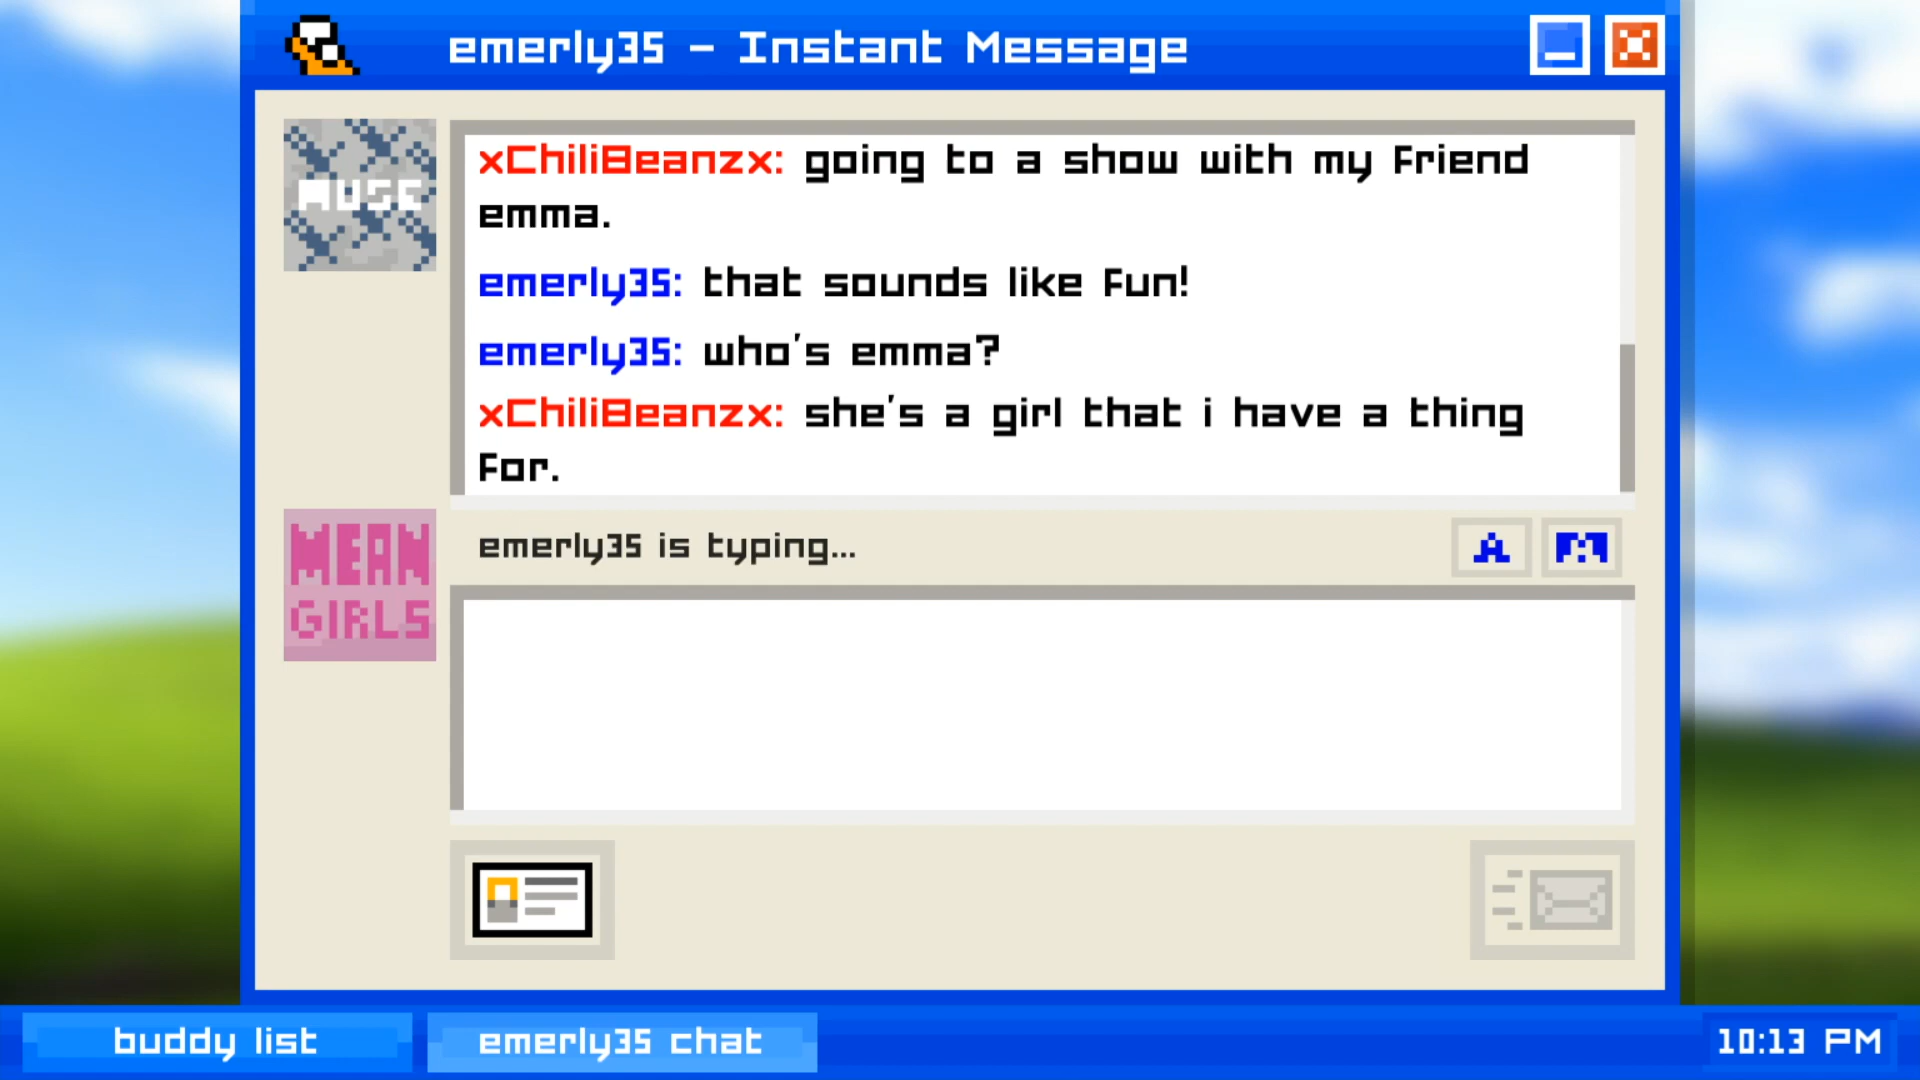 emerly35 – Instant Message
MUSE
xChiliBeanzx: going to a show with my friend
emma.
emerly35: that sounds like fun!
emerly35: who's emma?
xChiliBeanzx: she's a girl that i have a thing
for.
MEAN
GIRLS
emerly35 is typing...
A
M
buddy list
emerly35 chat
10:13 PM